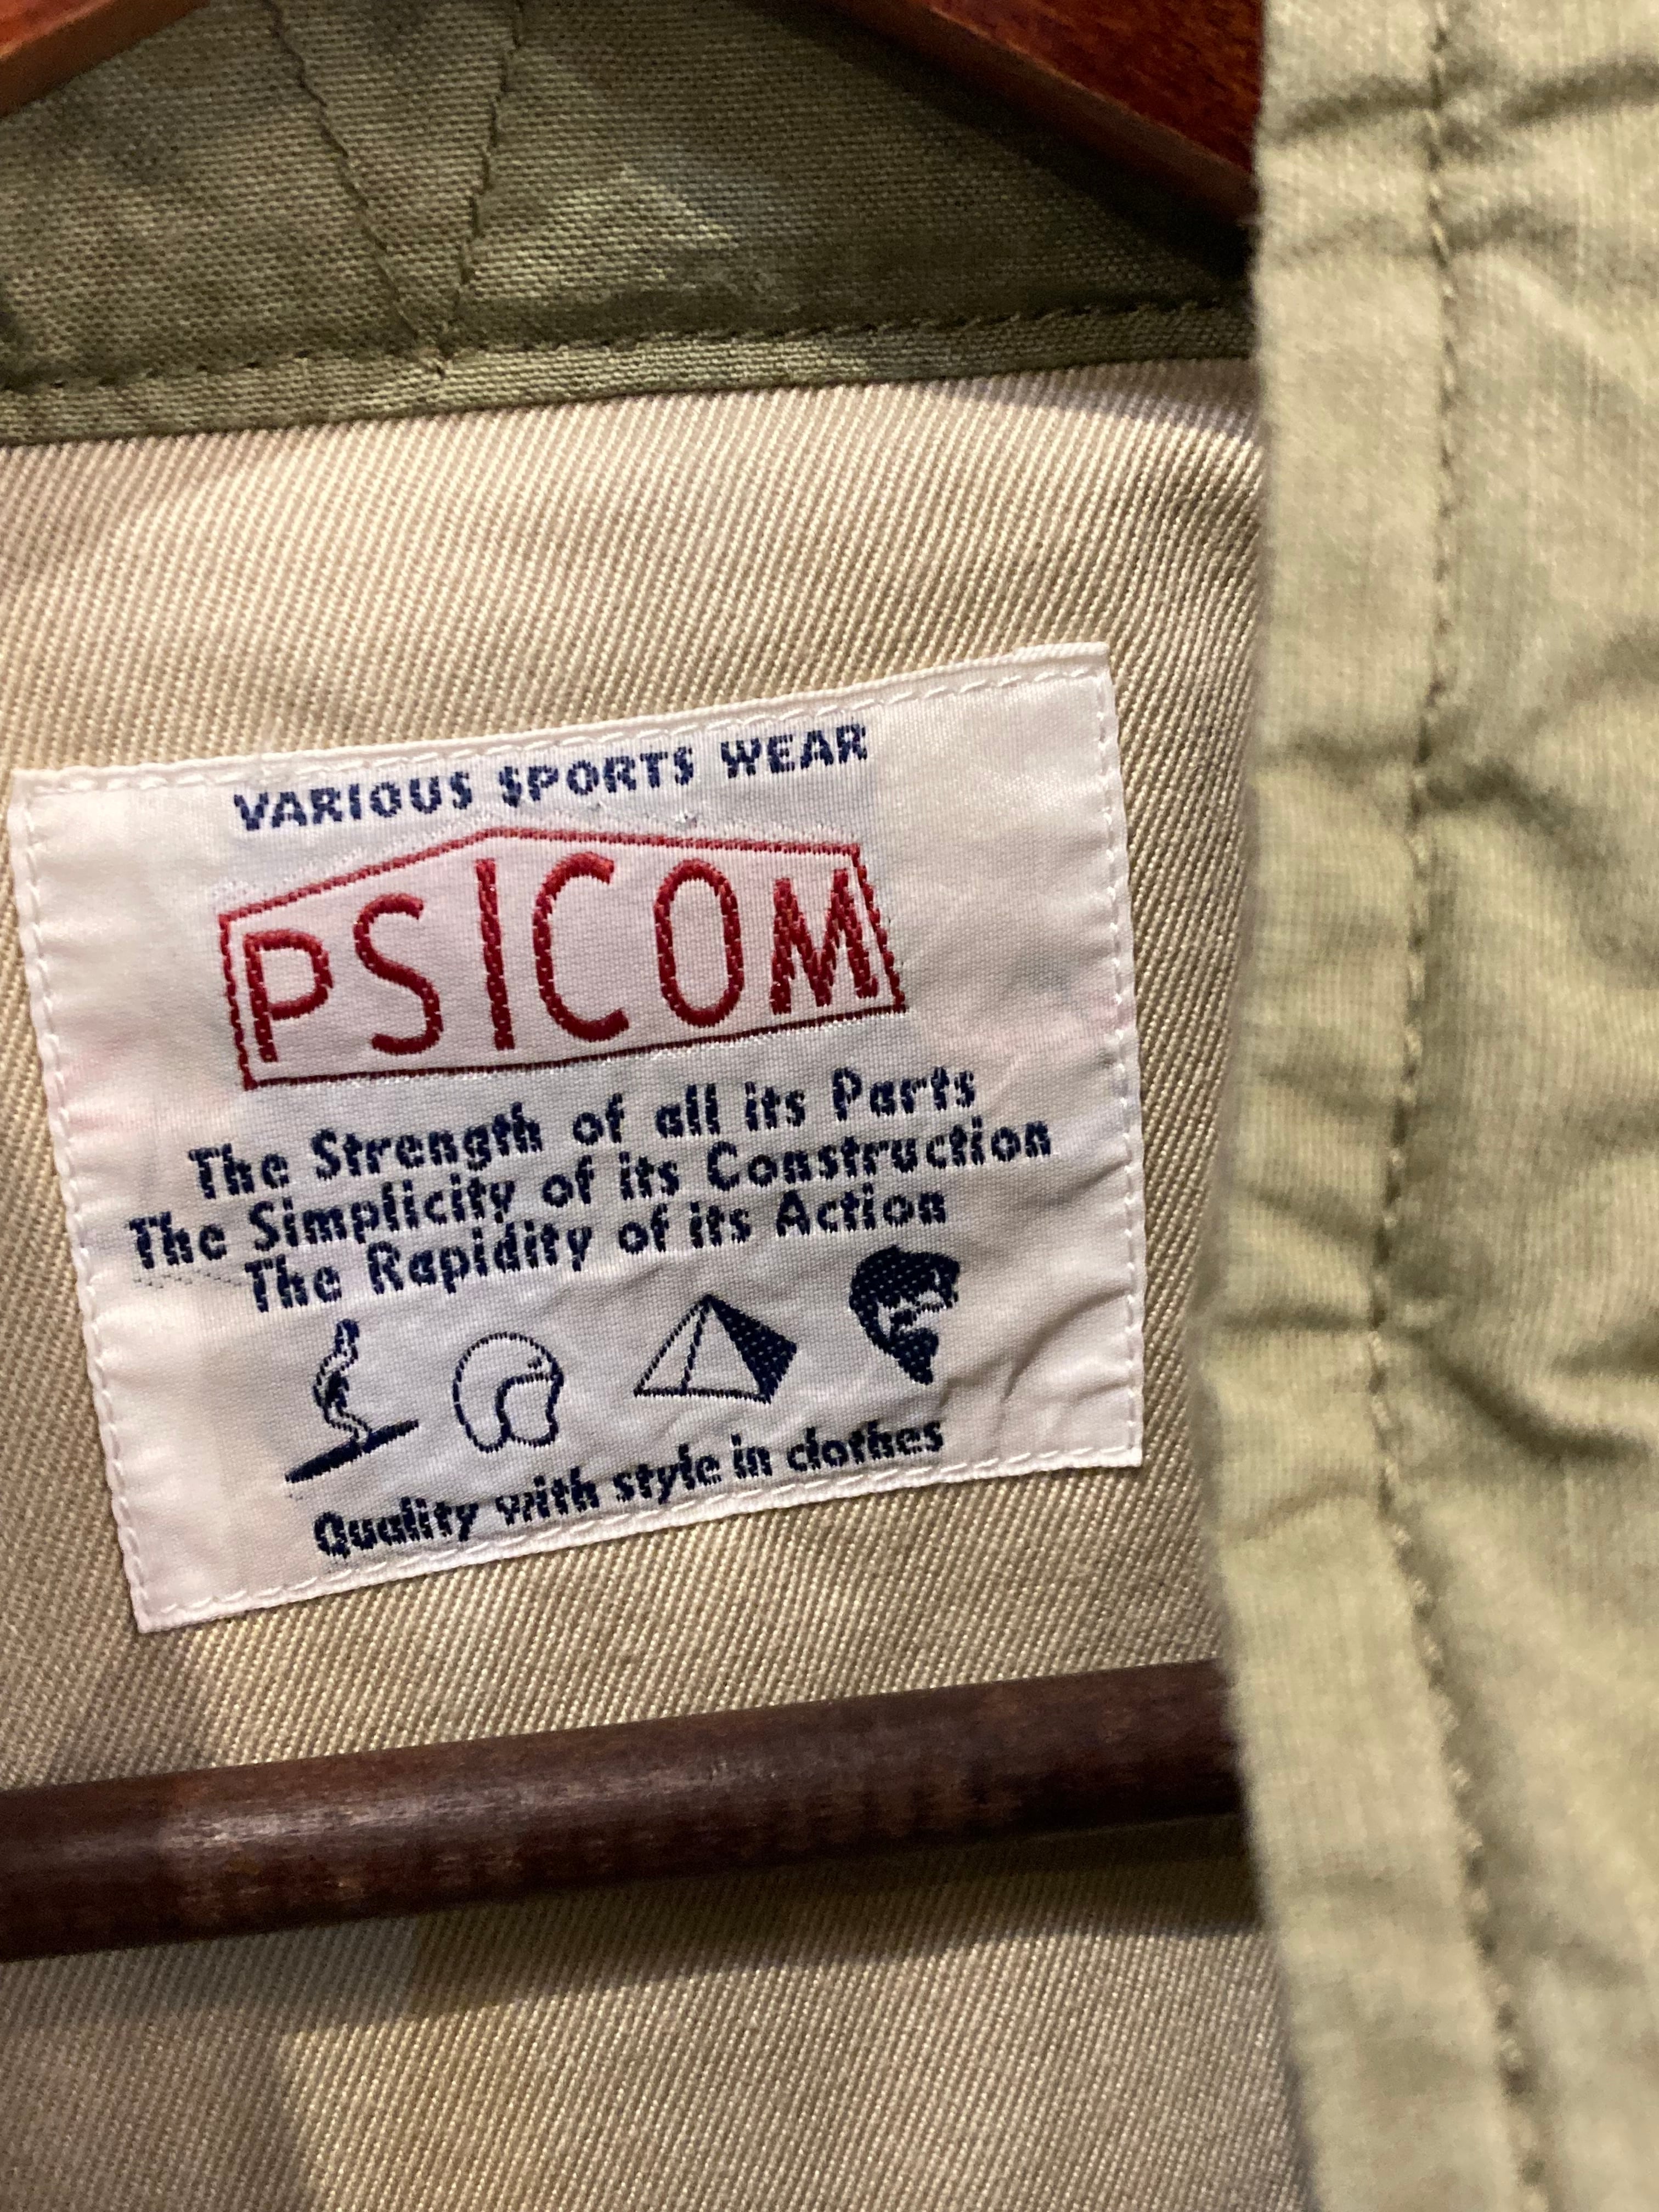 VARIOUS SPORTS WEAR
PSICOM
The Strength of all its Parts
The Simplicity of its Construction
The Rapidity of its Action
Quality with style in clothes